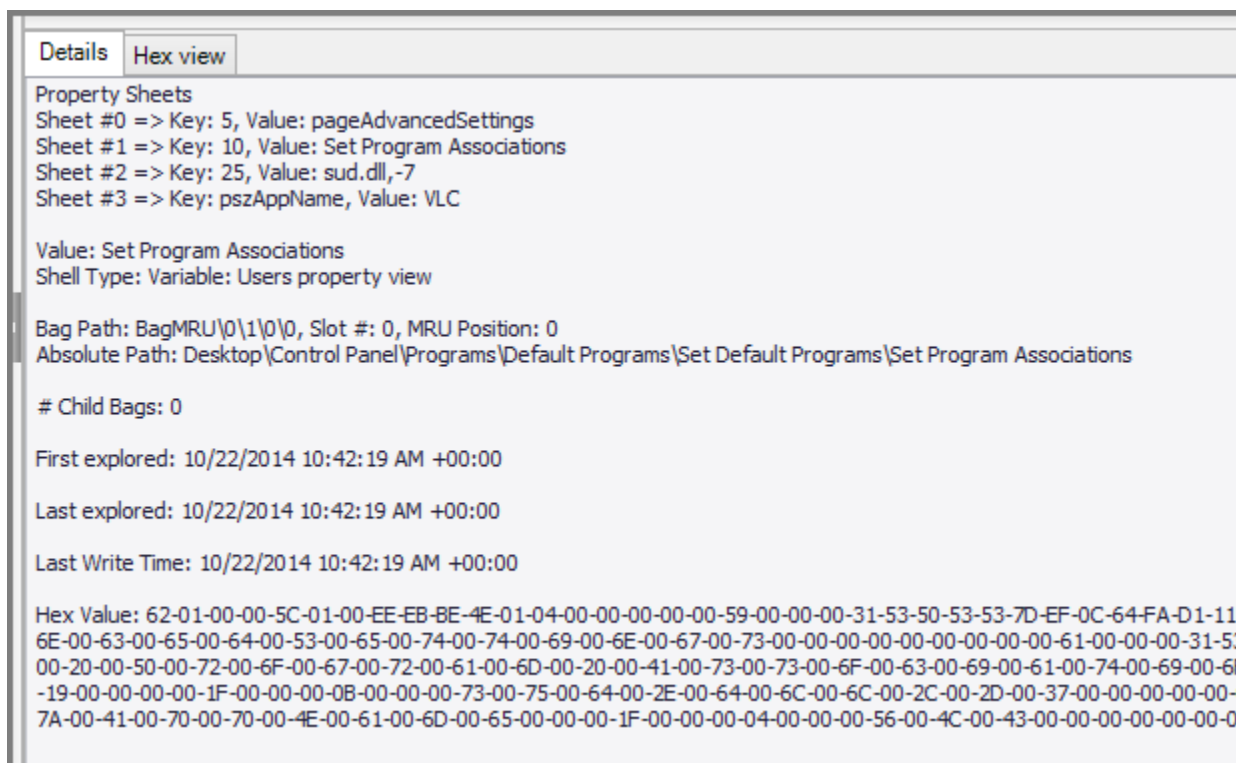 Details
Hex view
Property Sheets
Sheet #0 => Key: 5, Value: pageAdvancedSettings
Sheet #1 => Key: 10, Value: Set Program Associations
Sheet #2 => Key: 25, Value: sud.dll,-7
Sheet #3 => Key: pszAppName, Value: VLC
Value: Set Program Associations
Shell Type: Variable: Users property view
Bag Path: BagMRU\0\1\0\0, Slot #: 0, MRU Position: 0
Absolute Path: Desktop\Control Panel\Programs\Default Programs\Set Default Programs\Set Program Associations
# Child Bags: 0
First explored: 10/22/2014 10:42:19 AM +00:00
Last explored: 10/22/2014 10:42:19 AM +00:00
Last Write Time: 10/22/2014 10:42:19 AM +00:00
Hex Value: 62-01-00-00-5C-01-00-EE-EB-BE-4E-01-04-00-00-00-00-00-59-00-00-00-31-53-50-53-53-7D-EF-0C-64-FA-D1-11
6E-00-63-00-65-00-64-00-53-00-65-00-74-00-74-00-69-00-6E-00-67-00-73-00-00-00-00-00-00-00-00-00-61-00-00-00-31-53
00-20-00-50-00-72-00-6F-00-67-00-72-00-61-00-6D-00-20-00-41-00-73-00-73-00-6F-00-63-00-69-00-61-00-74-00-69-00-6
-19-00-00-00-00-1F-00-00-00-0B-00-00-00-73-00-75-00-64-00-2E-00-64-00-6C-00-6C-00-2C-00-2D-00-37-00-00-00-00-00-
7A-00-41-00-70-00-70-00-4E-00-61-00-6D-00-65-00-00-00-1F-00-00-00-04-00-00-00-56-00-4C-00-43-00-00-00-00-00-00-0